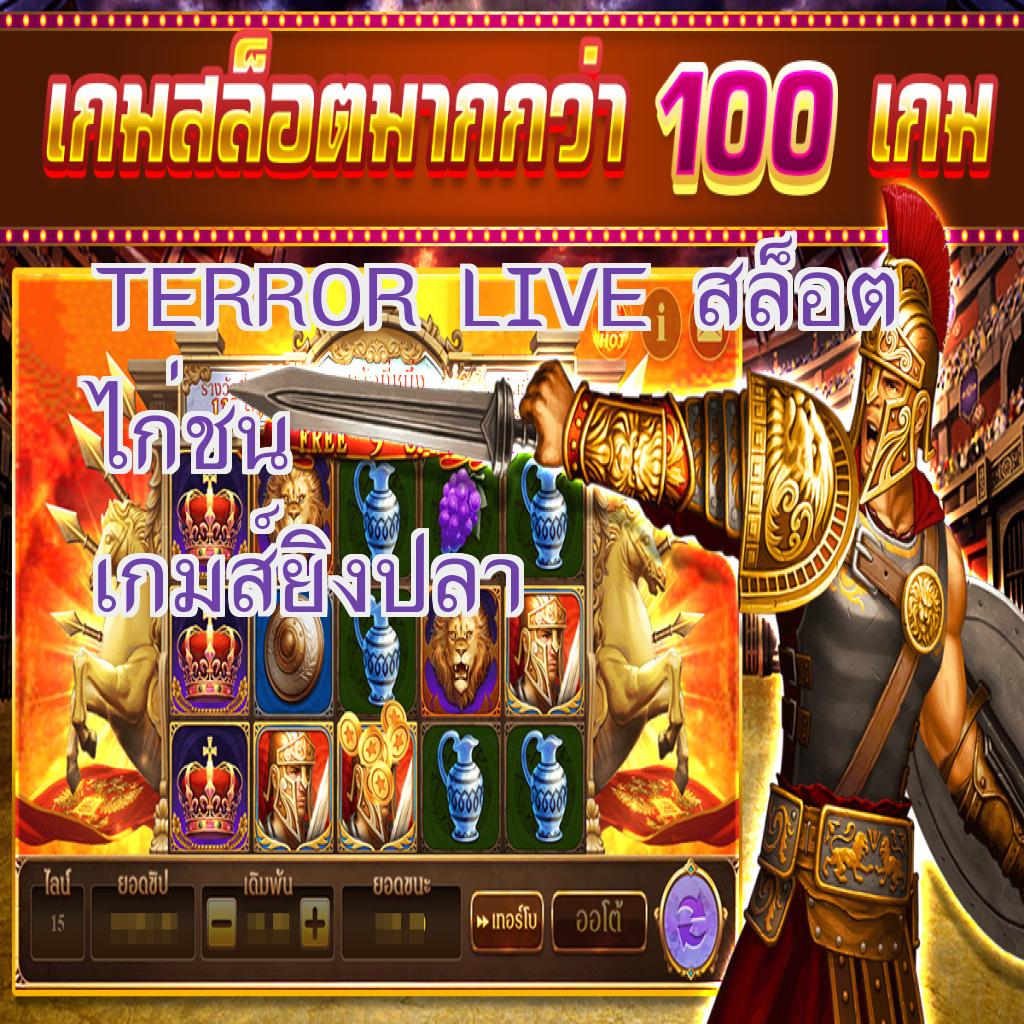 เกมสล็อตมากกว่า 100 เกม
TERROR LIVE สล็อต
HOT
i
ไก่ชน
FREE
เกมส์ยิงปลา
ไลน์ ยอดชิป เดิมพัน ยอดชนะ
15 - + เทอร์โบ ออโต้